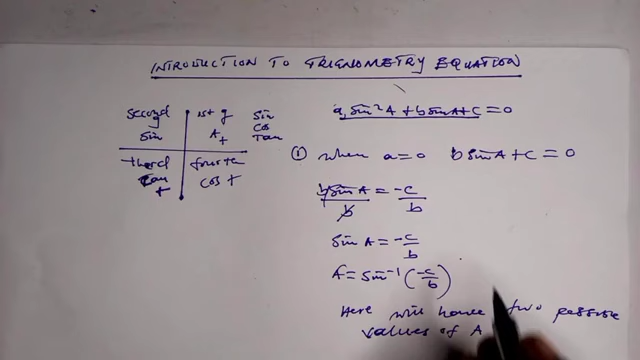 INTRODUCTION TO TRIGNOMETRY EQUATION
second | 1st q
Sin | A+
Sin
Cos
Tan
third | fourth
Tan + | Cos +
a sin²A + b sin A + c = 0
① when a = 0 b sin A + c = 0
b sin A / b = -c / b
Sin A = -c / b
A = sin⁻¹ (-c / b)
Here will have two possible
values of A